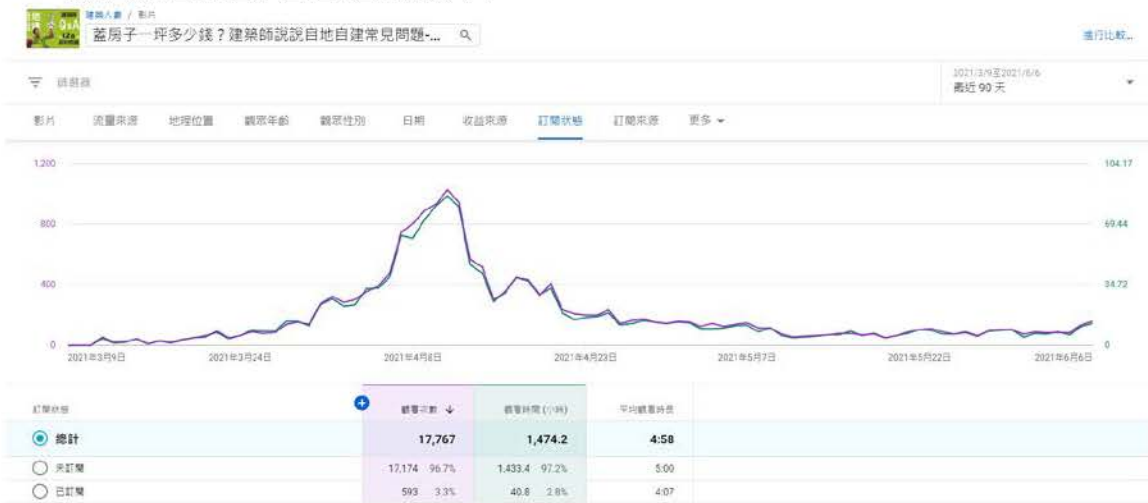 建築人數 / 影片
蓋房子一坪多少錢？建築師說說自地自建常見問題-...
進行比較...
篩選器
2021/3/9至2021/6/6
最近 90 天
影片 流量來源 地理位置 觀眾年齡 觀眾性別 日期 收益來源 訂閱狀態 訂閱來源 更多
1,200 104.17
800 69.44
400 34.72
0 0
2021年3月9日 2021年3月24日 2021年4月8日 2021年4月23日 2021年5月7日 2021年5月22日 2021年6月6日
訂閱狀態 觀看次數 觀看時間 (小時) 平均觀看時長
總計 17,767 1,474.2 4:58
未訂閱 17,174 96.7% 1,433.4 97.2% 5:00
已訂閱 593 3.3% 40.8 2.8% 4:07